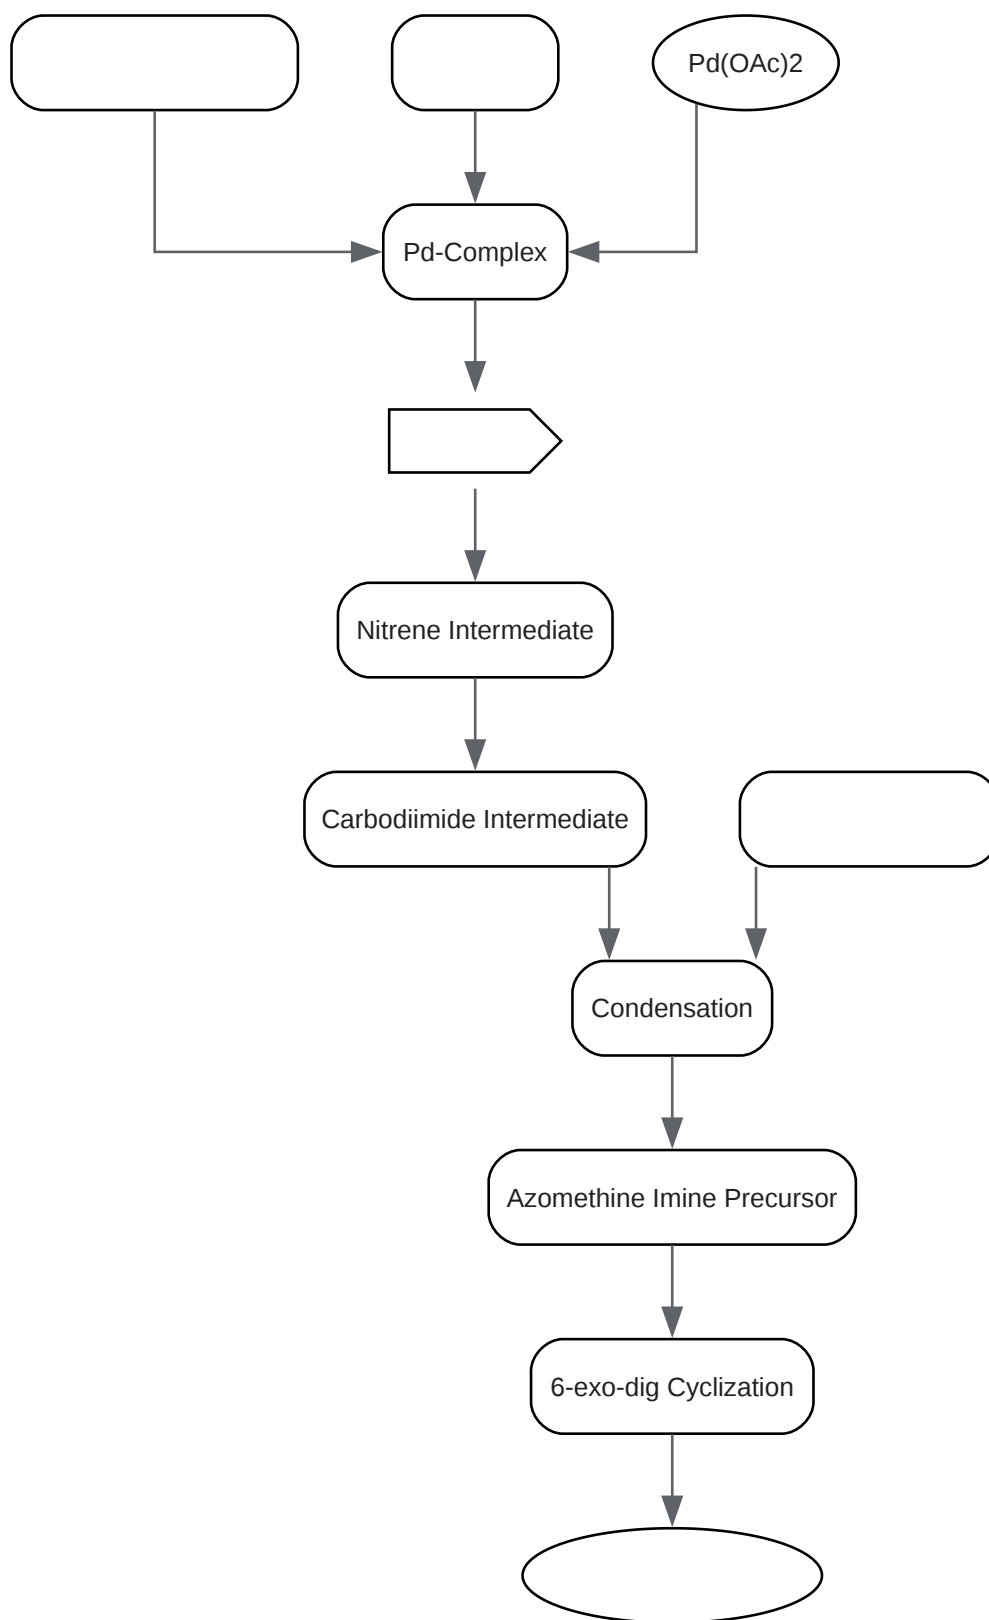 Pd(OAc)2
Pd-Complex
Nitrene Intermediate
Carbodiimide Intermediate
Condensation
Azomethine Imine Precursor
6-exo-dig Cyclization